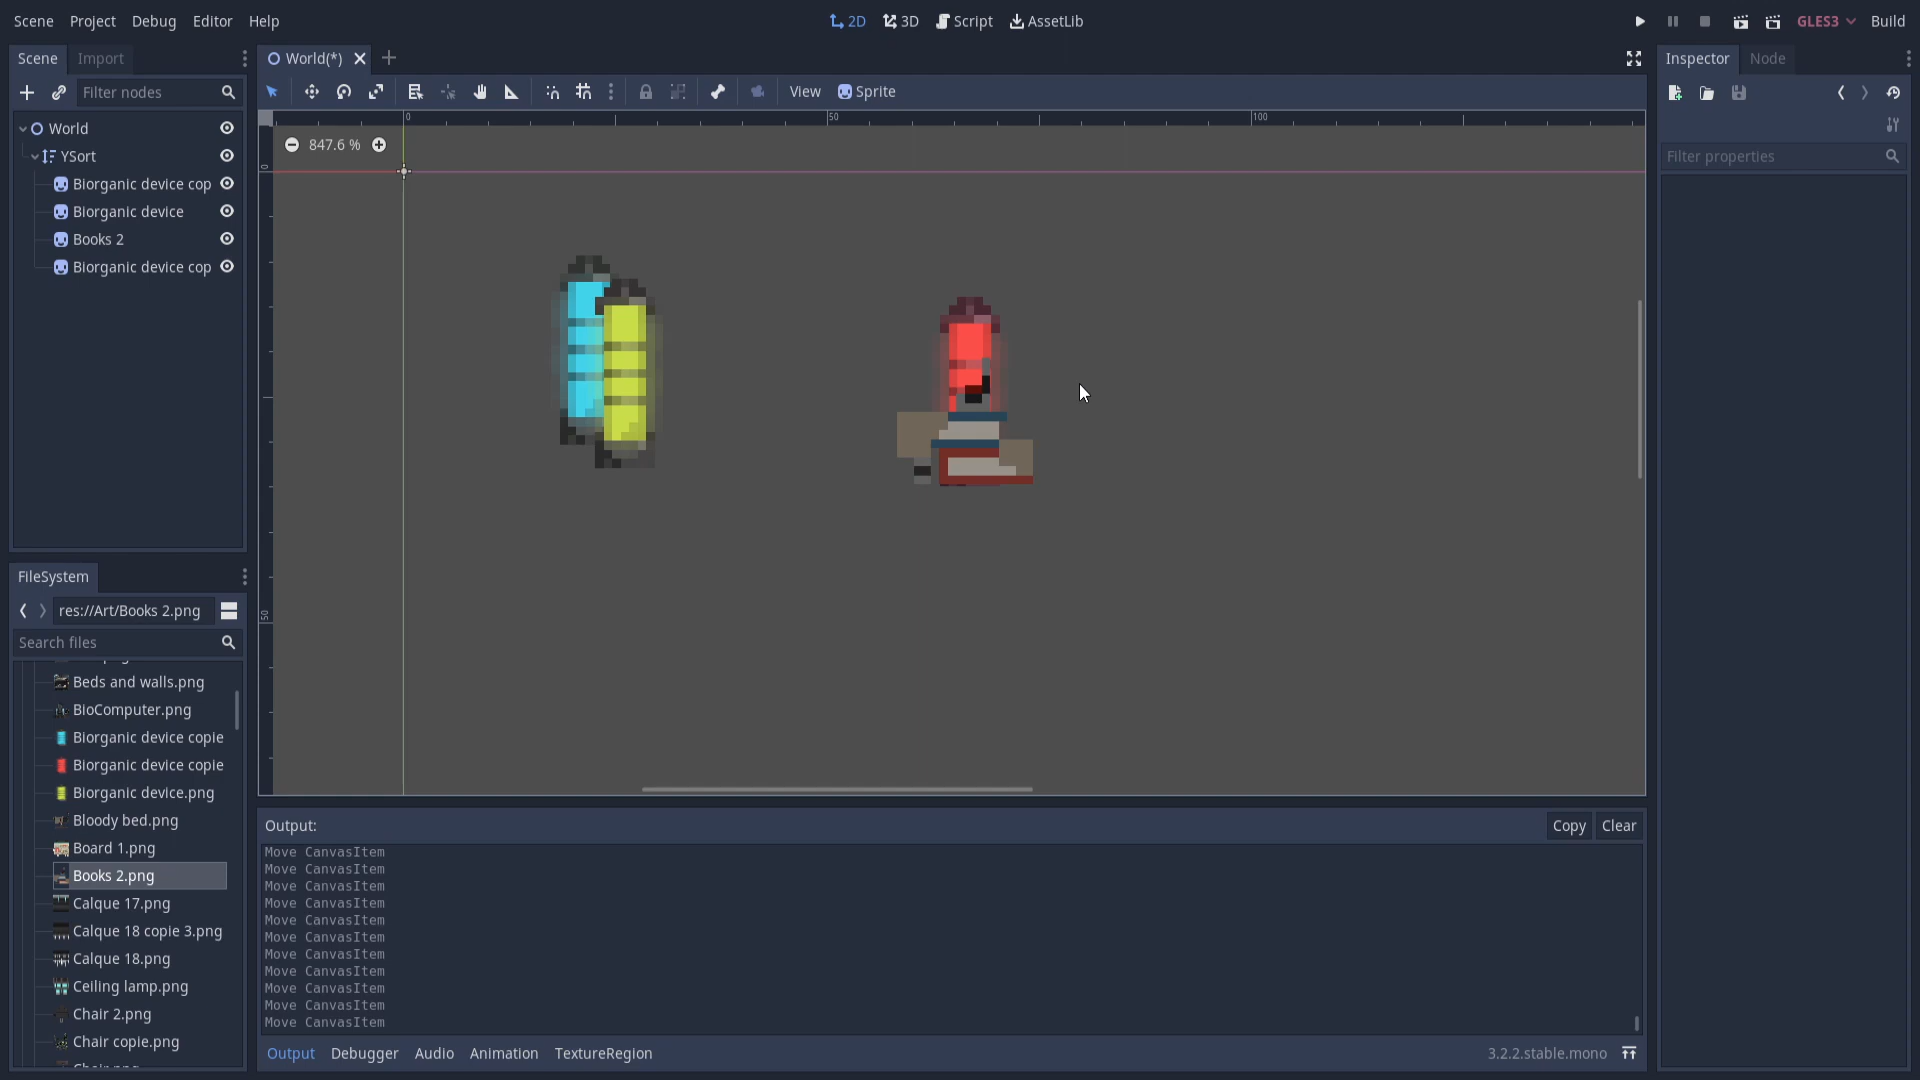 Scene Project Debug Editor Help
2D 3D Script AssetLib
GLES3 Build
Scene Import
World(*)
Inspector Node
Filter nodes
View Sprite
0 50 100
847.6 %
World
YSort
Biorganic device cop
Biorganic device
Books 2
Biorganic device cop
Filter properties
0
50
FileSystem
res://Art/Books 2.png
Search files
Beds and walls.png
BioComputer.png
Biorganic device copie
Biorganic device copie
Biorganic device.png
Bloody bed.png
Board 1.png
Books 2.png
Calque 17.png
Calque 18 copie 3.png
Calque 18.png
Ceiling lamp.png
Chair 2.png
Chair copie.png
Output:
Copy Clear
Move CanvasItem
Move CanvasItem
Move CanvasItem
Move CanvasItem
Move CanvasItem
Move CanvasItem
Move CanvasItem
Move CanvasItem
Move CanvasItem
Move CanvasItem
Move CanvasItem
Output Debugger Audio Animation TextureRegion
3.2.2.stable.mono